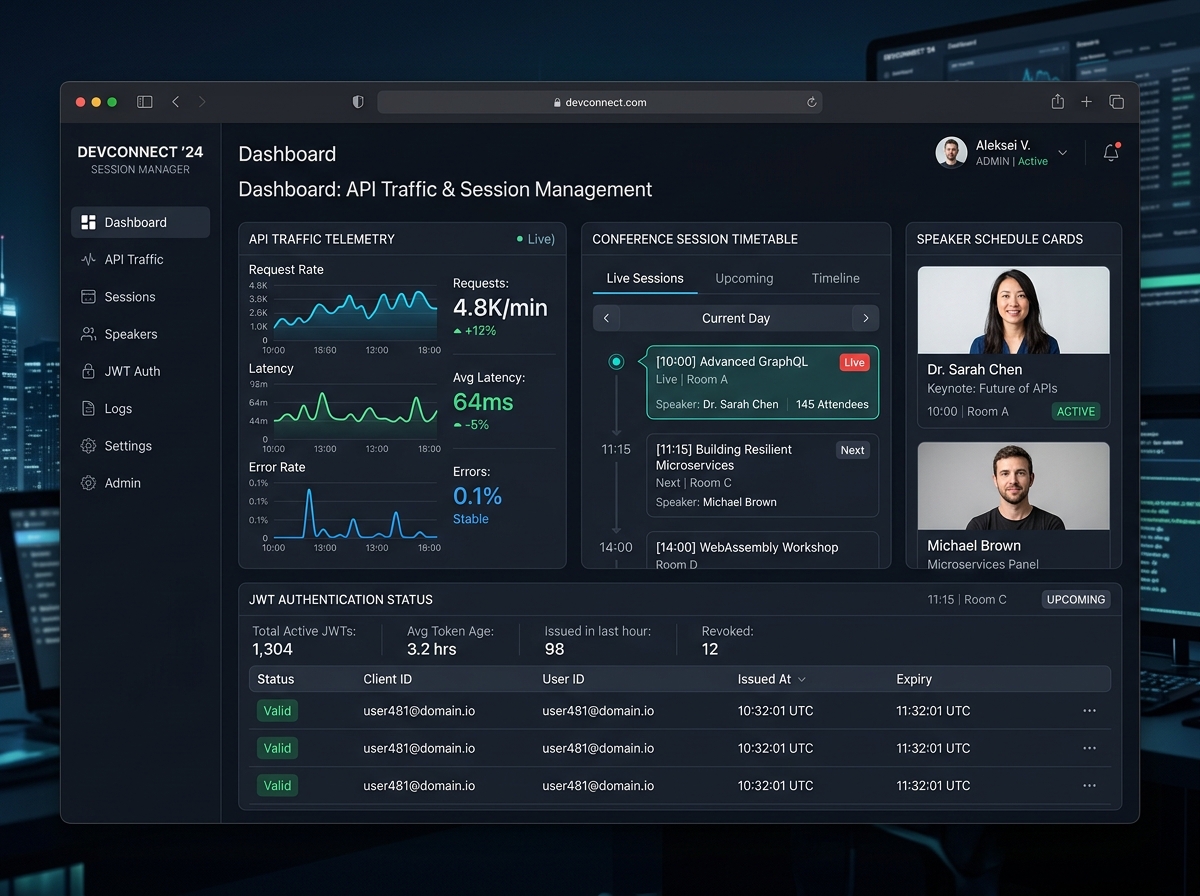 devconnect.com
DEVCONNECT '24
SESSION MANAGER
Dashboard
API Traffic
Sessions
Speakers
JWT Auth
Logs
Settings
Admin
Dashboard
Aleksei V.
ADMIN | Active
Dashboard: API Traffic & Session Management
API TRAFFIC TELEMETRY
Live)
Request Rate
4.8K
3.8K
2.6K
1.0K
0
10:00 18:60 13:00 18:00
Requests:
4.8K/min
+12%
Latency
98m
64m
44m
0
10:00 13:00 13:00 18:00
Avg Latency:
64ms
-5%
Error Rate
0.1%
0.1%
0.1%
0
10:00 13:00 13:00 18:00
Errors:
0.1%
Stable
CONFERENCE SESSION TIMETABLE
Live Sessions Upcoming Timeline
Current Day
[10:00] Advanced GraphQL Live
Live | Room A
Speaker: Dr. Sarah Chen | 145 Attendees
11:15
[11:15] Building Resilient Next
Microservices
Next | Room C
Speaker: Michael Brown
14:00
[14:00] WebAssembly Workshop
Room D
SPEAKER SCHEDULE CARDS
Dr. Sarah Chen
Keynote: Future of APIs
10:00 | Room A ACTIVE
Michael Brown
Microservices Panel
JWT AUTHENTICATION STATUS
11:15 | Room C UPCOMING
Total Active JWTs:
1,304
Avg Token Age:
3.2 hrs
Issued in last hour:
98
Revoked:
12
Status Client ID User ID Issued At Expiry
Valid user481@domain.io user481@domain.io 10:32:01 UTC 11:32:01 UTC
Valid user481@domain.io user481@domain.io 10:32:01 UTC 11:32:01 UTC
Valid user481@domain.io user481@domain.io 10:32:01 UTC 11:32:01 UTC